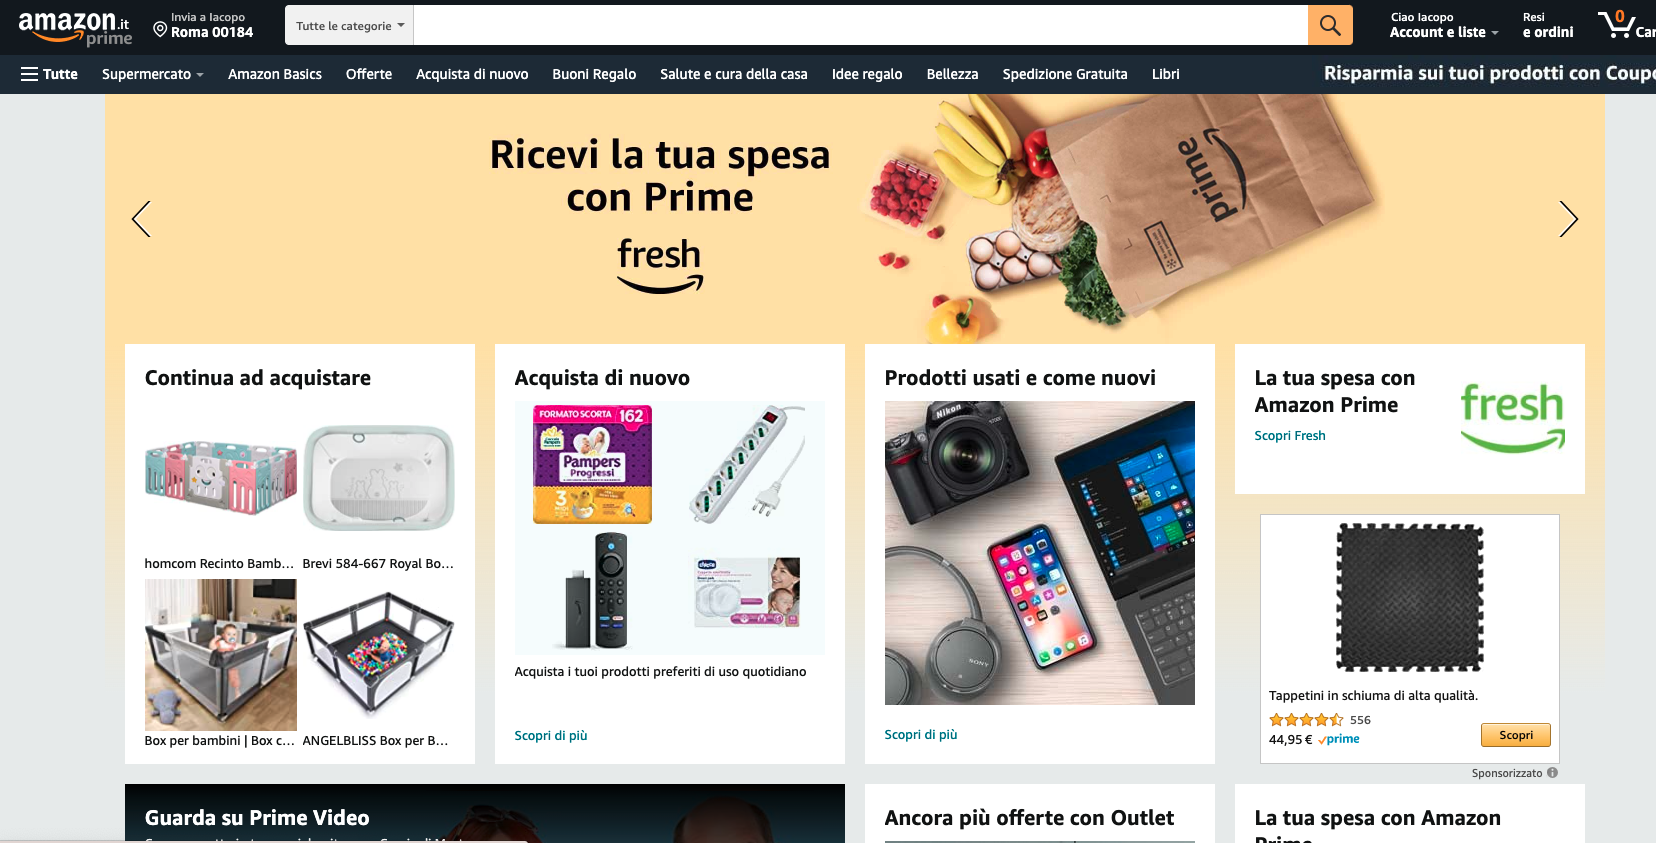 amazon.it
prime
Invia a Iacopo
Roma 00184
Tutte le categorie
Ciao Iacopo
Account e liste
Resi
e ordini
0
Tutte
Supermercato
Amazon Basics
Offerte
Acquista di nuovo
Buoni Regalo
Salute e cura della casa
Idee regalo
Bellezza
Spedizione Gratuita
Libri
Risparmia sui tuoi prodotti con
Ricevi la tua spesa
con Prime
fresh
prime
Continua ad acquistare
homcom Recinto Bamb...
Brevi 584-667 Royal Bo...
Box per bambini | Box c...
ANGELBLISS Box per B...
Acquista di nuovo
FORMATO SCORTA 162
Pampers
Progressi
3
chicco
Acquista i tuoi prodotti preferiti di uso quotidiano
Scopri di più
Prodotti usati e come nuovi
Nikon
SONY
Scopri di più
La tua spesa con
Amazon Prime
Scopri Fresh
fresh
Tappetini in schiuma di alta qualità.
556
44,95 € prime
Scopri
Sponsorizzato
Guarda su Prime Video
Ancora più offerte con Outlet
La tua spesa con Amazon
Prime